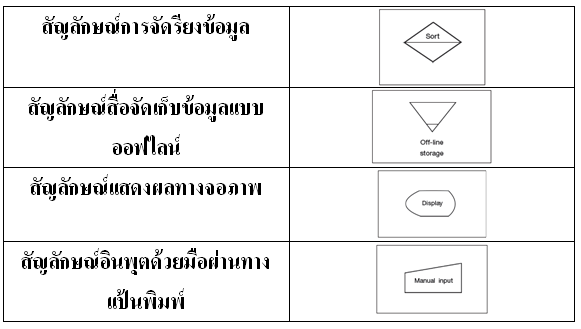 สัญลักษณ์การจัดเรียงข้อมูล
Sort
สัญลักษณ์สื่อจัดเก็บข้อมูลแบบ
ออฟไลน์
Off-line
storage
สัญลักษณ์แสดงผลทางจอภาพ
Display
สัญลักษณ์อินพุตด้วยมือผ่านทาง
แป้นพิมพ์
Manual input